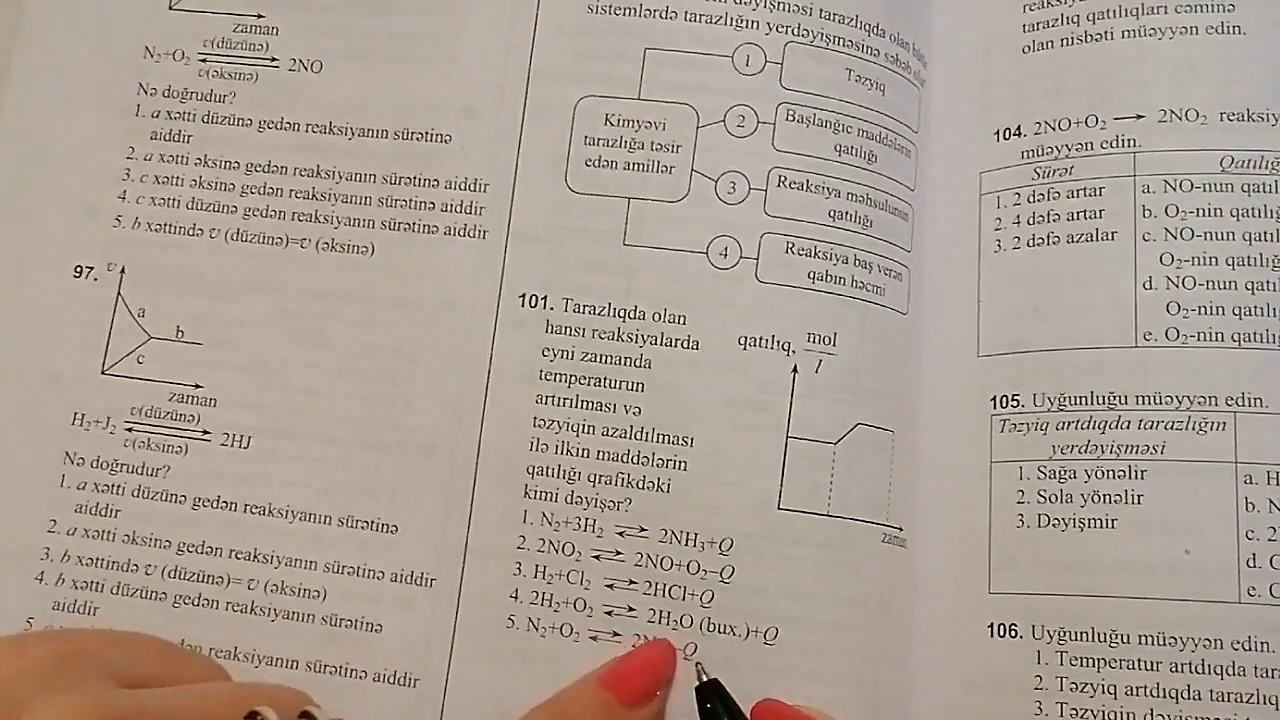 zaman
N₂+O₂ 2NO
v(düzünə)
v(əksinə)
Nə doğrudur?
1. a xətti düzünə gedən reaksiyanın sürətinə
aiddir
2. a xətti əksinə gedən reaksiyanın sürətinə aiddir
3. c xətti əksinə gedən reaksiyanın sürətinə aiddir
4. c xətti düzünə gedən reaksiyanın sürətinə aiddir
5. b xəttində v (düzünə)=v (əksinə)
97. v
a
b
c
zaman
v(düzünə)
H₂+J₂ 2HJ
v(əksinə)
Nə doğrudur?
1. a xətti düzünə gedən reaksiyanın sürətinə
aiddir
2. a xətti əksinə gedən reaksiyanın sürətinə aiddir
3. b xəttində v (düzünə)= v (əksinə)
4. b xətti düzünə gedən reaksiyanın sürətinə
aiddir
5. reaksiyanın sürətinə aiddir
tarazlıqda olan
sistemlərdə tarazlığın yerdəyişməsinə səbəb
Kimyəvi
tarazlığa təsir
edən amillər
1 Təzyiq
2 Başlanğıc maddələrin
qatılığı
3 Reaksiya məhsulunun
qatılığı
4 Reaksiya baş verən
qabın həcmi
101. Tarazlıqda olan
hansı reaksiyalarda
eyni zamanda
temperaturun
artırılması və
təzyiqin azaldılması
ilə ilkin maddələrin
qatılığı qrafikdəki
kimi dəyişər?
qatılıq, mol
l
zaman
1. N₂+3H₂ ⇄ 2NH₃+Q
2. 2NO₂ ⇄ 2NO+O₂–Q
3. H₂+Cl₂ ⇄ 2HCl+Q
4. 2H₂+O₂ ⇄ 2H₂O (bux.)+Q
5. N₂+O₂ ⇄ –Q
tarazlıq qatılıqları cəminə
olan nisbəti müəyyən edin.
104. 2NO+O₂ → 2NO₂
müəyyən edin.
Sürət
1. 2 dəfə artar
2. 4 dəfə artar
3. 2 dəfə azalar
a. NO-nun
b. O₂-nin
c. NO-nun
O₂-nin
d. NO-nun
O₂-nin
e. O₂-nin
105. Uyğunluğu müəyyən edin.
Təzyiq artdıqda tarazlığın
yerdəyişməsi
1. Sağa yönəlir
2. Sola yönəlir
3. Dəyişmir
a.
b.
c. 2
d.
e.
106. Uyğunluğu müəyyən edin.
1. Temperatur artdıqda
2. Təzyiq artdıqda
3. Təzyiqin